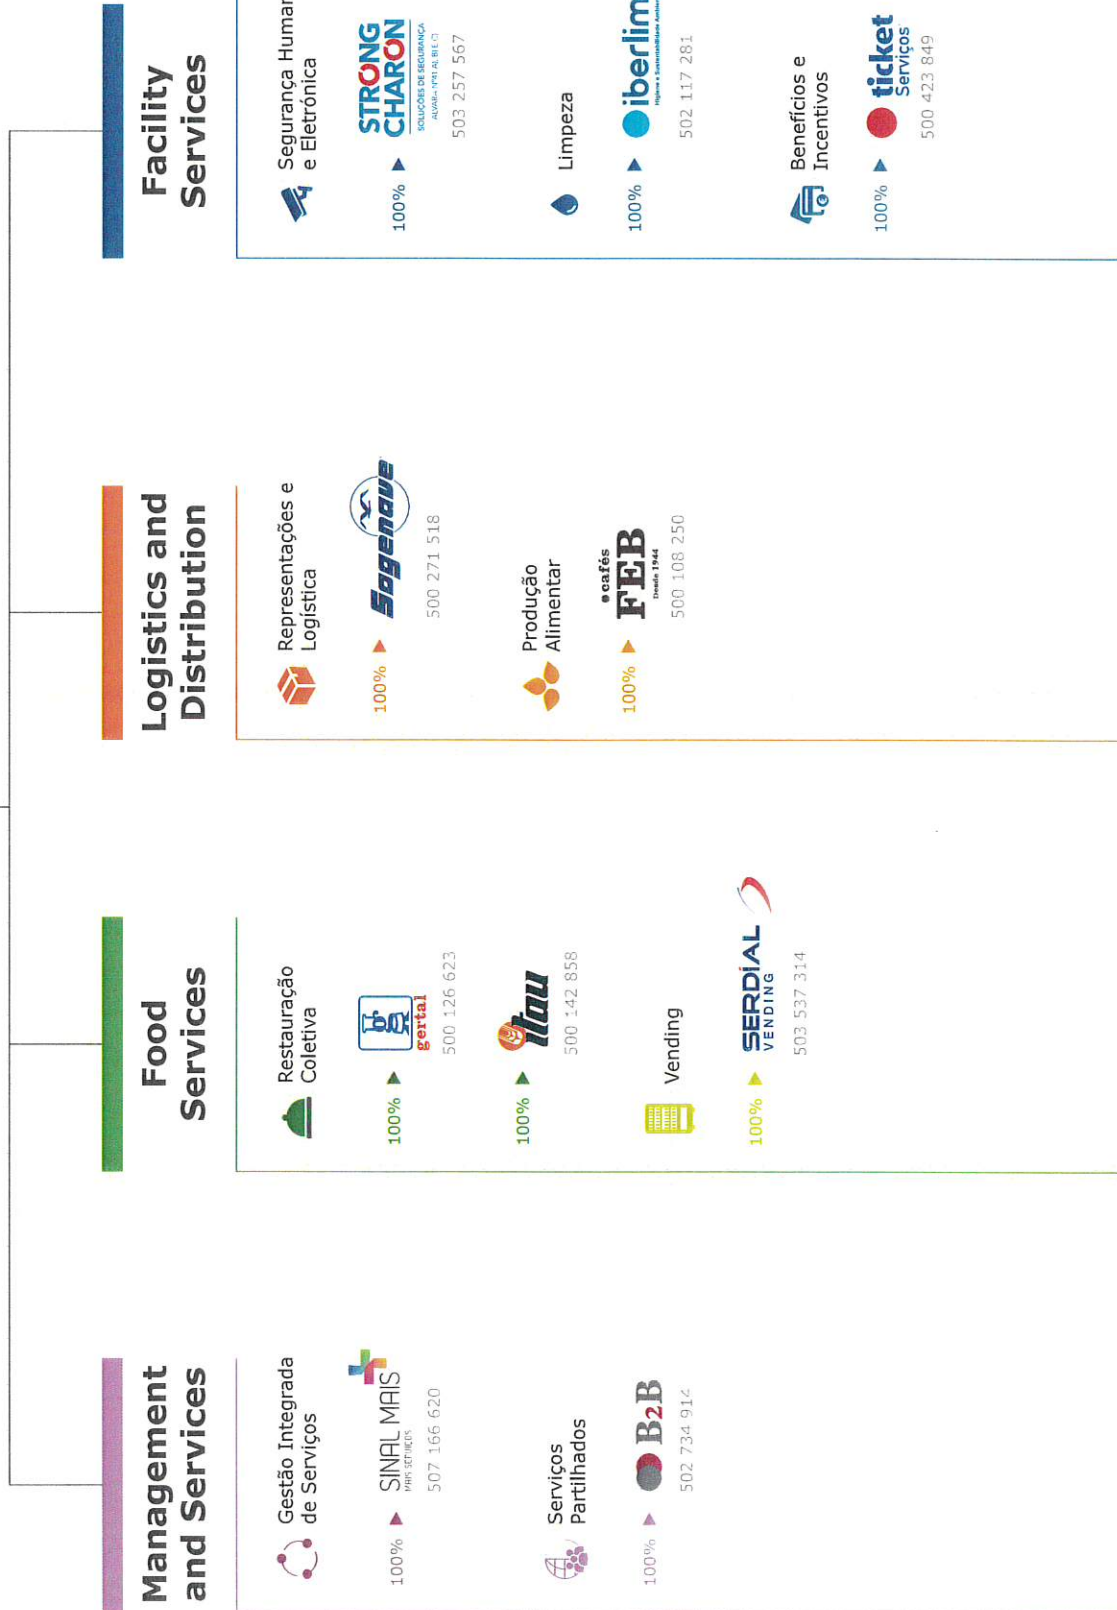 Management
and Services
Gestão Integrada
de Serviços
100%
SINAL MAIS
MAIS SERVIÇOS
507 166 620
Serviços
Partilhados
100%
B2B
502 734 914
Food
Services
Restauração
Coletiva
100%
gertal
500 126 623
100%
itau
500 142 858
Vending
100%
SERDIAL
VENDING
503 537 314
Logistics and
Distribution
Representações e
Logística
100%
Sogenave
500 271 518
Produção
Alimentar
100%
cafés
FEB
Desde 1944
500 108 250
Facility
Services
Segurança Human
e Eletrónica
100%
STRONG
CHARON
SOLUÇÕES DE SEGURANÇA
503 257 567
Limpeza
100%
iberlim
502 117 281
Benefícios e
Incentivos
100%
ticket
Serviços
500 423 849